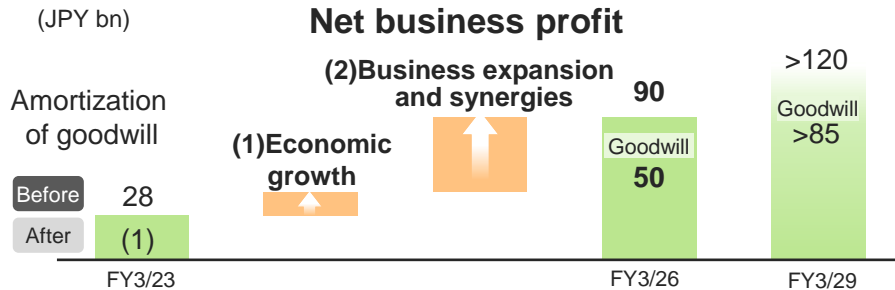 (JPY bn)
Net business profit
Amortization
of goodwill
Before
After
28
(1)
(1)Economic
growth
(2)Business expansion
and synergies
90
Goodwill
50
>120
Goodwill
>85
FY3/23
FY3/26
FY3/29